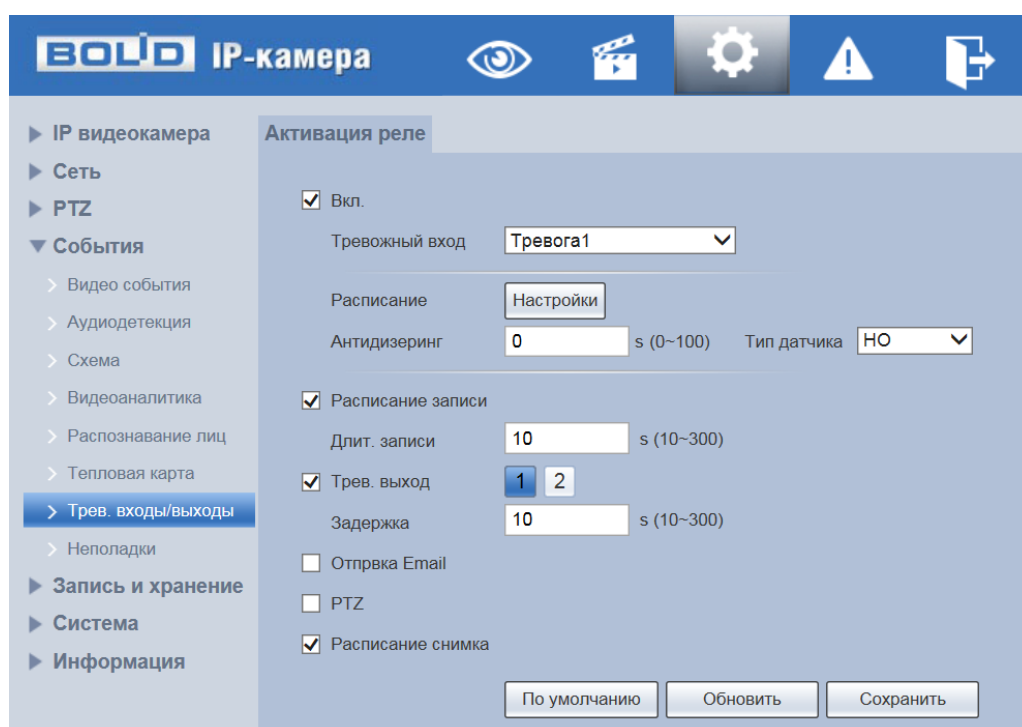 BOLID IP-камера
IP видеокамера
Сеть
PTZ
События
Видео события
Аудиодетекция
Схема
Видеоаналитика
Распознавание лиц
Тепловая карта
Трев. входы/выходы
Неполадки
Запись и хранение
Система
Информация
Активация реле
Вкл.
Тревожный вход Тревога1
Расписание Настройки
Антидизеринг 0 s (0~100) Тип датчика НО
Расписание записи
Длит. записи 10 s (10~300)
Трев. выход 1 2
Задержка 10 s (10~300)
Отпрвка Email
PTZ
Расписание снимка
По умолчанию Обновить Сохранить